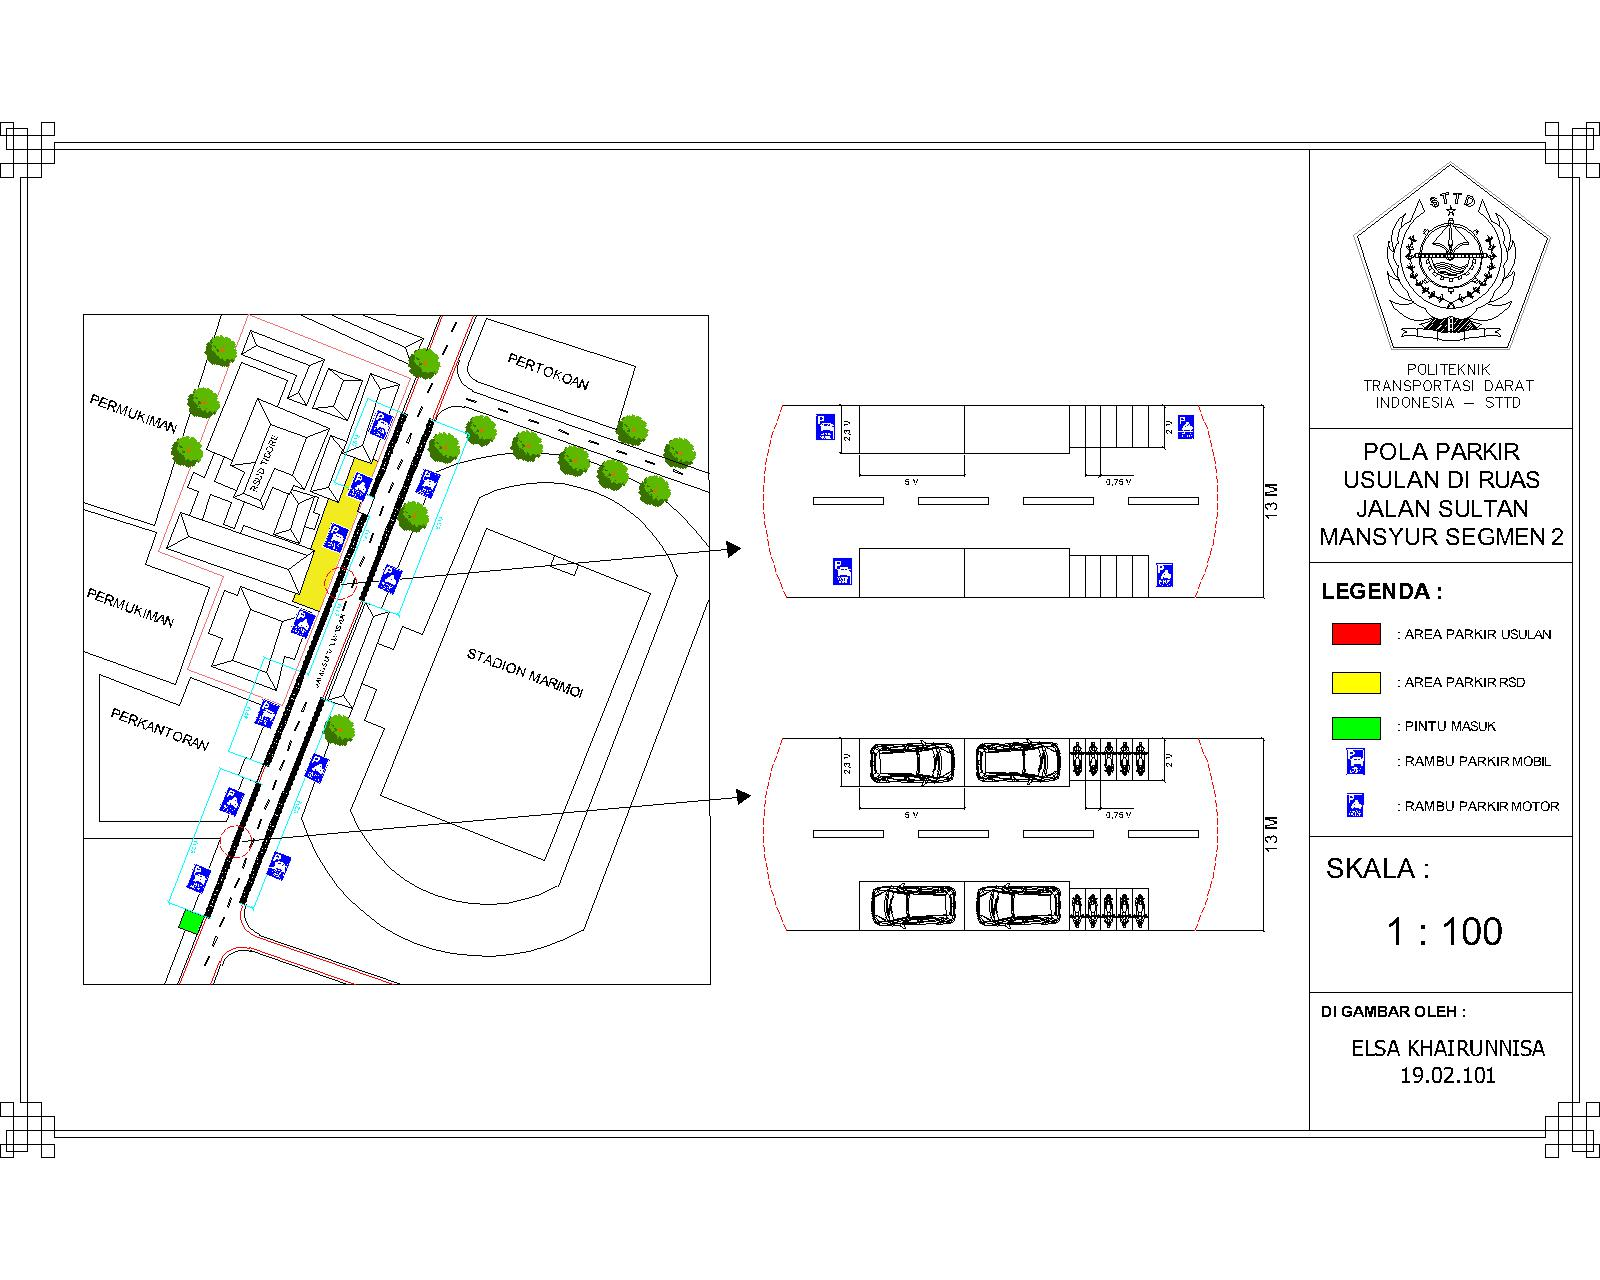 PERTOKOAN
PERMUKIMAN
PERMUKIMAN
PERKANTORAN
STADION MARIMOI
2,3 M
5 M
0,75 M
2 M
13 M
2,3 M
5 M
0,75 M
2 M
13 M
STTD
POLITEKNIK
TRANSPORTASI DARAT
INDONESIA – STTD
POLA PARKIR
USULAN DI RUAS
JALAN SULTAN
MANSYUR SEGMEN 2
LEGENDA :
: AREA PARKIR USULAN
: AREA PARKIR RSD
: PINTU MASUK
: RAMBU PARKIR MOBIL
: RAMBU PARKIR MOTOR
SKALA :
1 : 100
DI GAMBAR OLEH :
ELSA KHAIRUNNISA
19.02.101